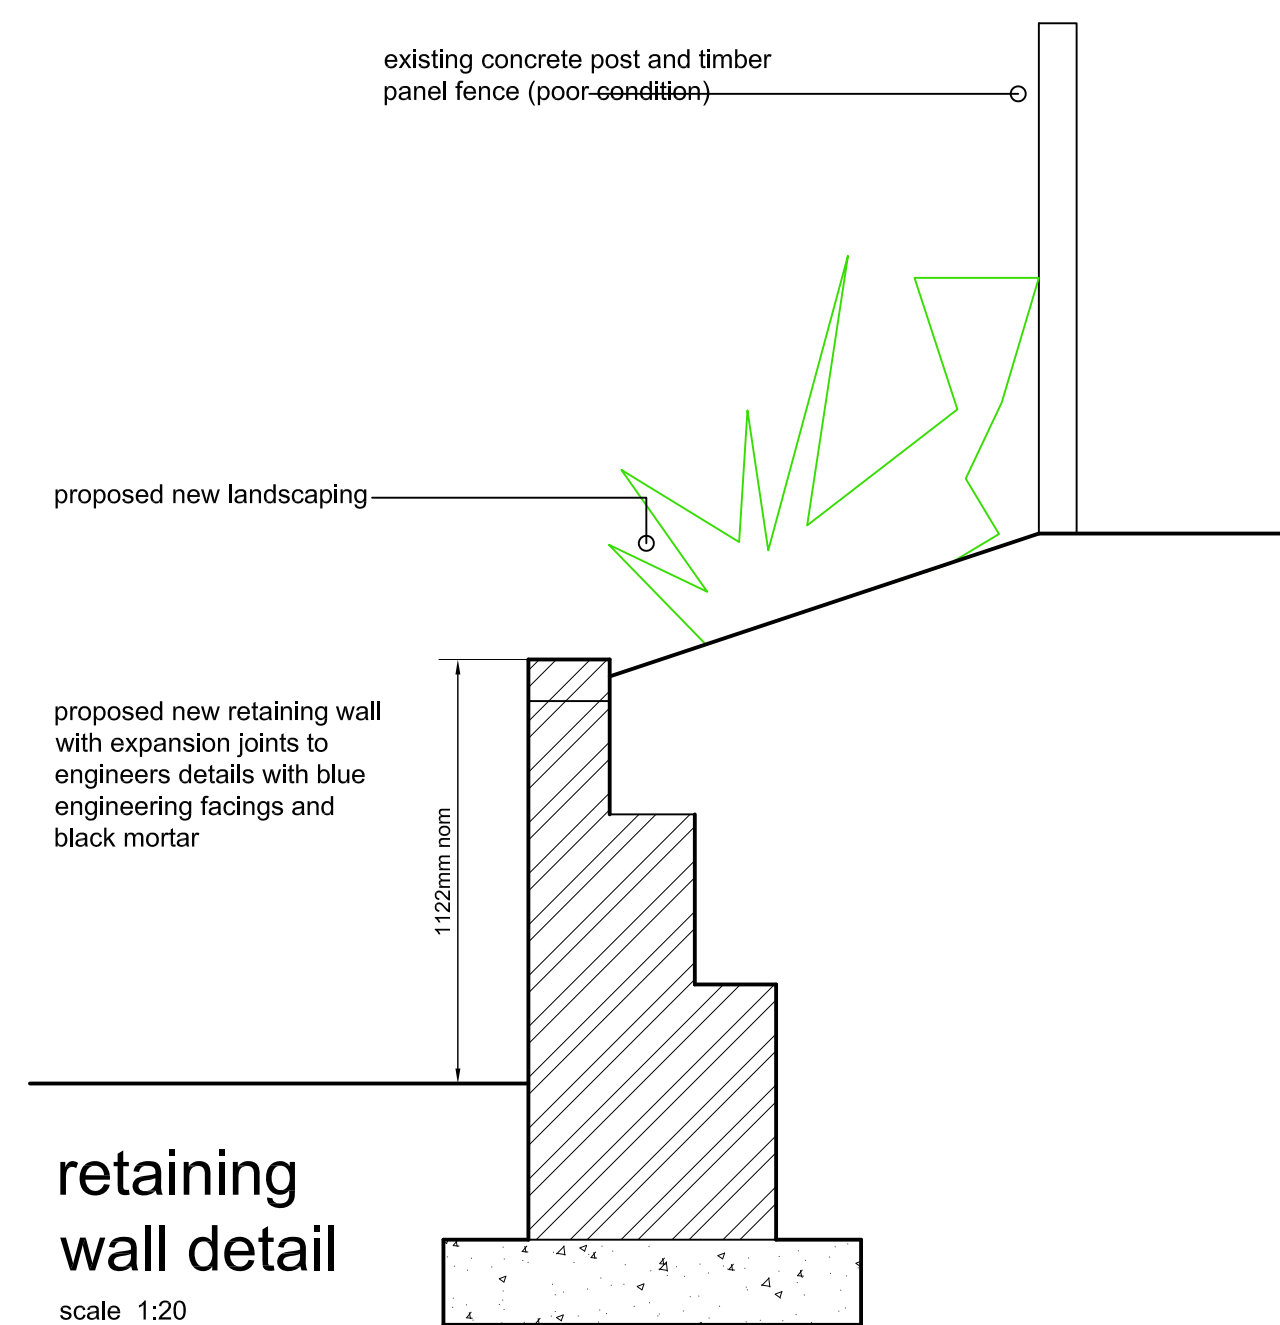 existing concrete post and timber
panel fence (poor condition)
proposed new landscaping
proposed new retaining wall
with expansion joints to
engineers details with blue
engineering facings and
black mortar
1122mm nom
retaining
wall detail
scale 1:20